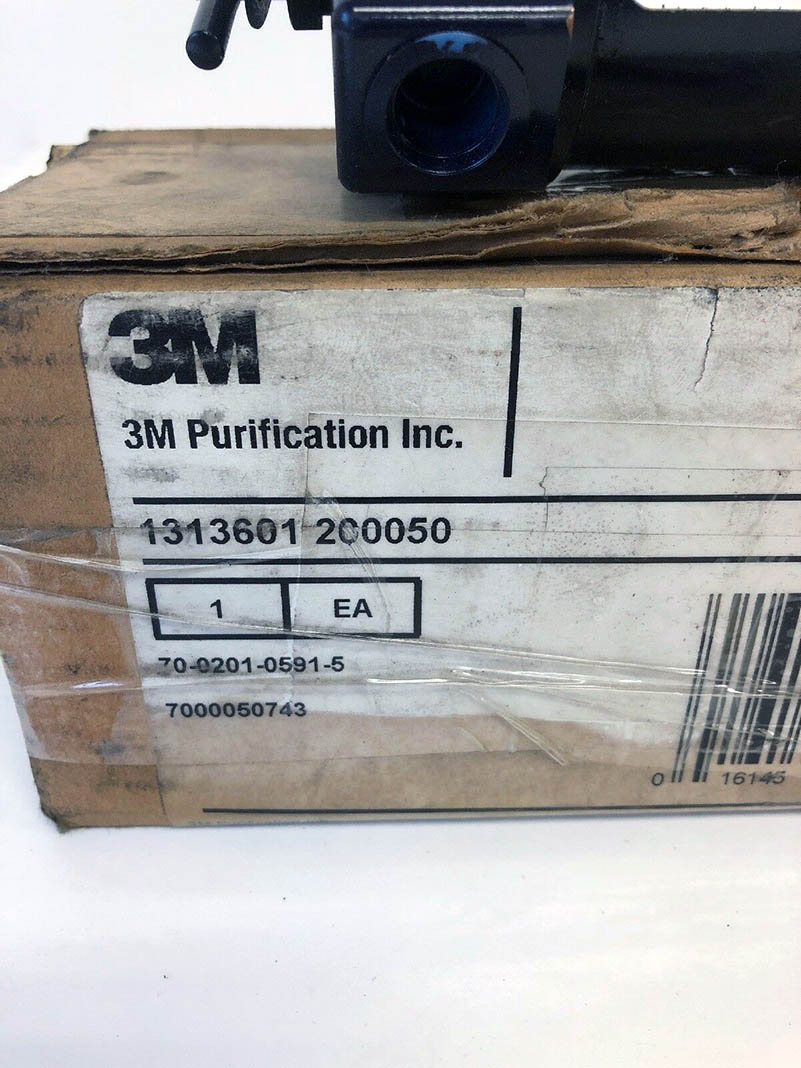 3M
3M Purification Inc.
1313601 200050
1 EA
70-0201-0591-5
7000050743
0 16145